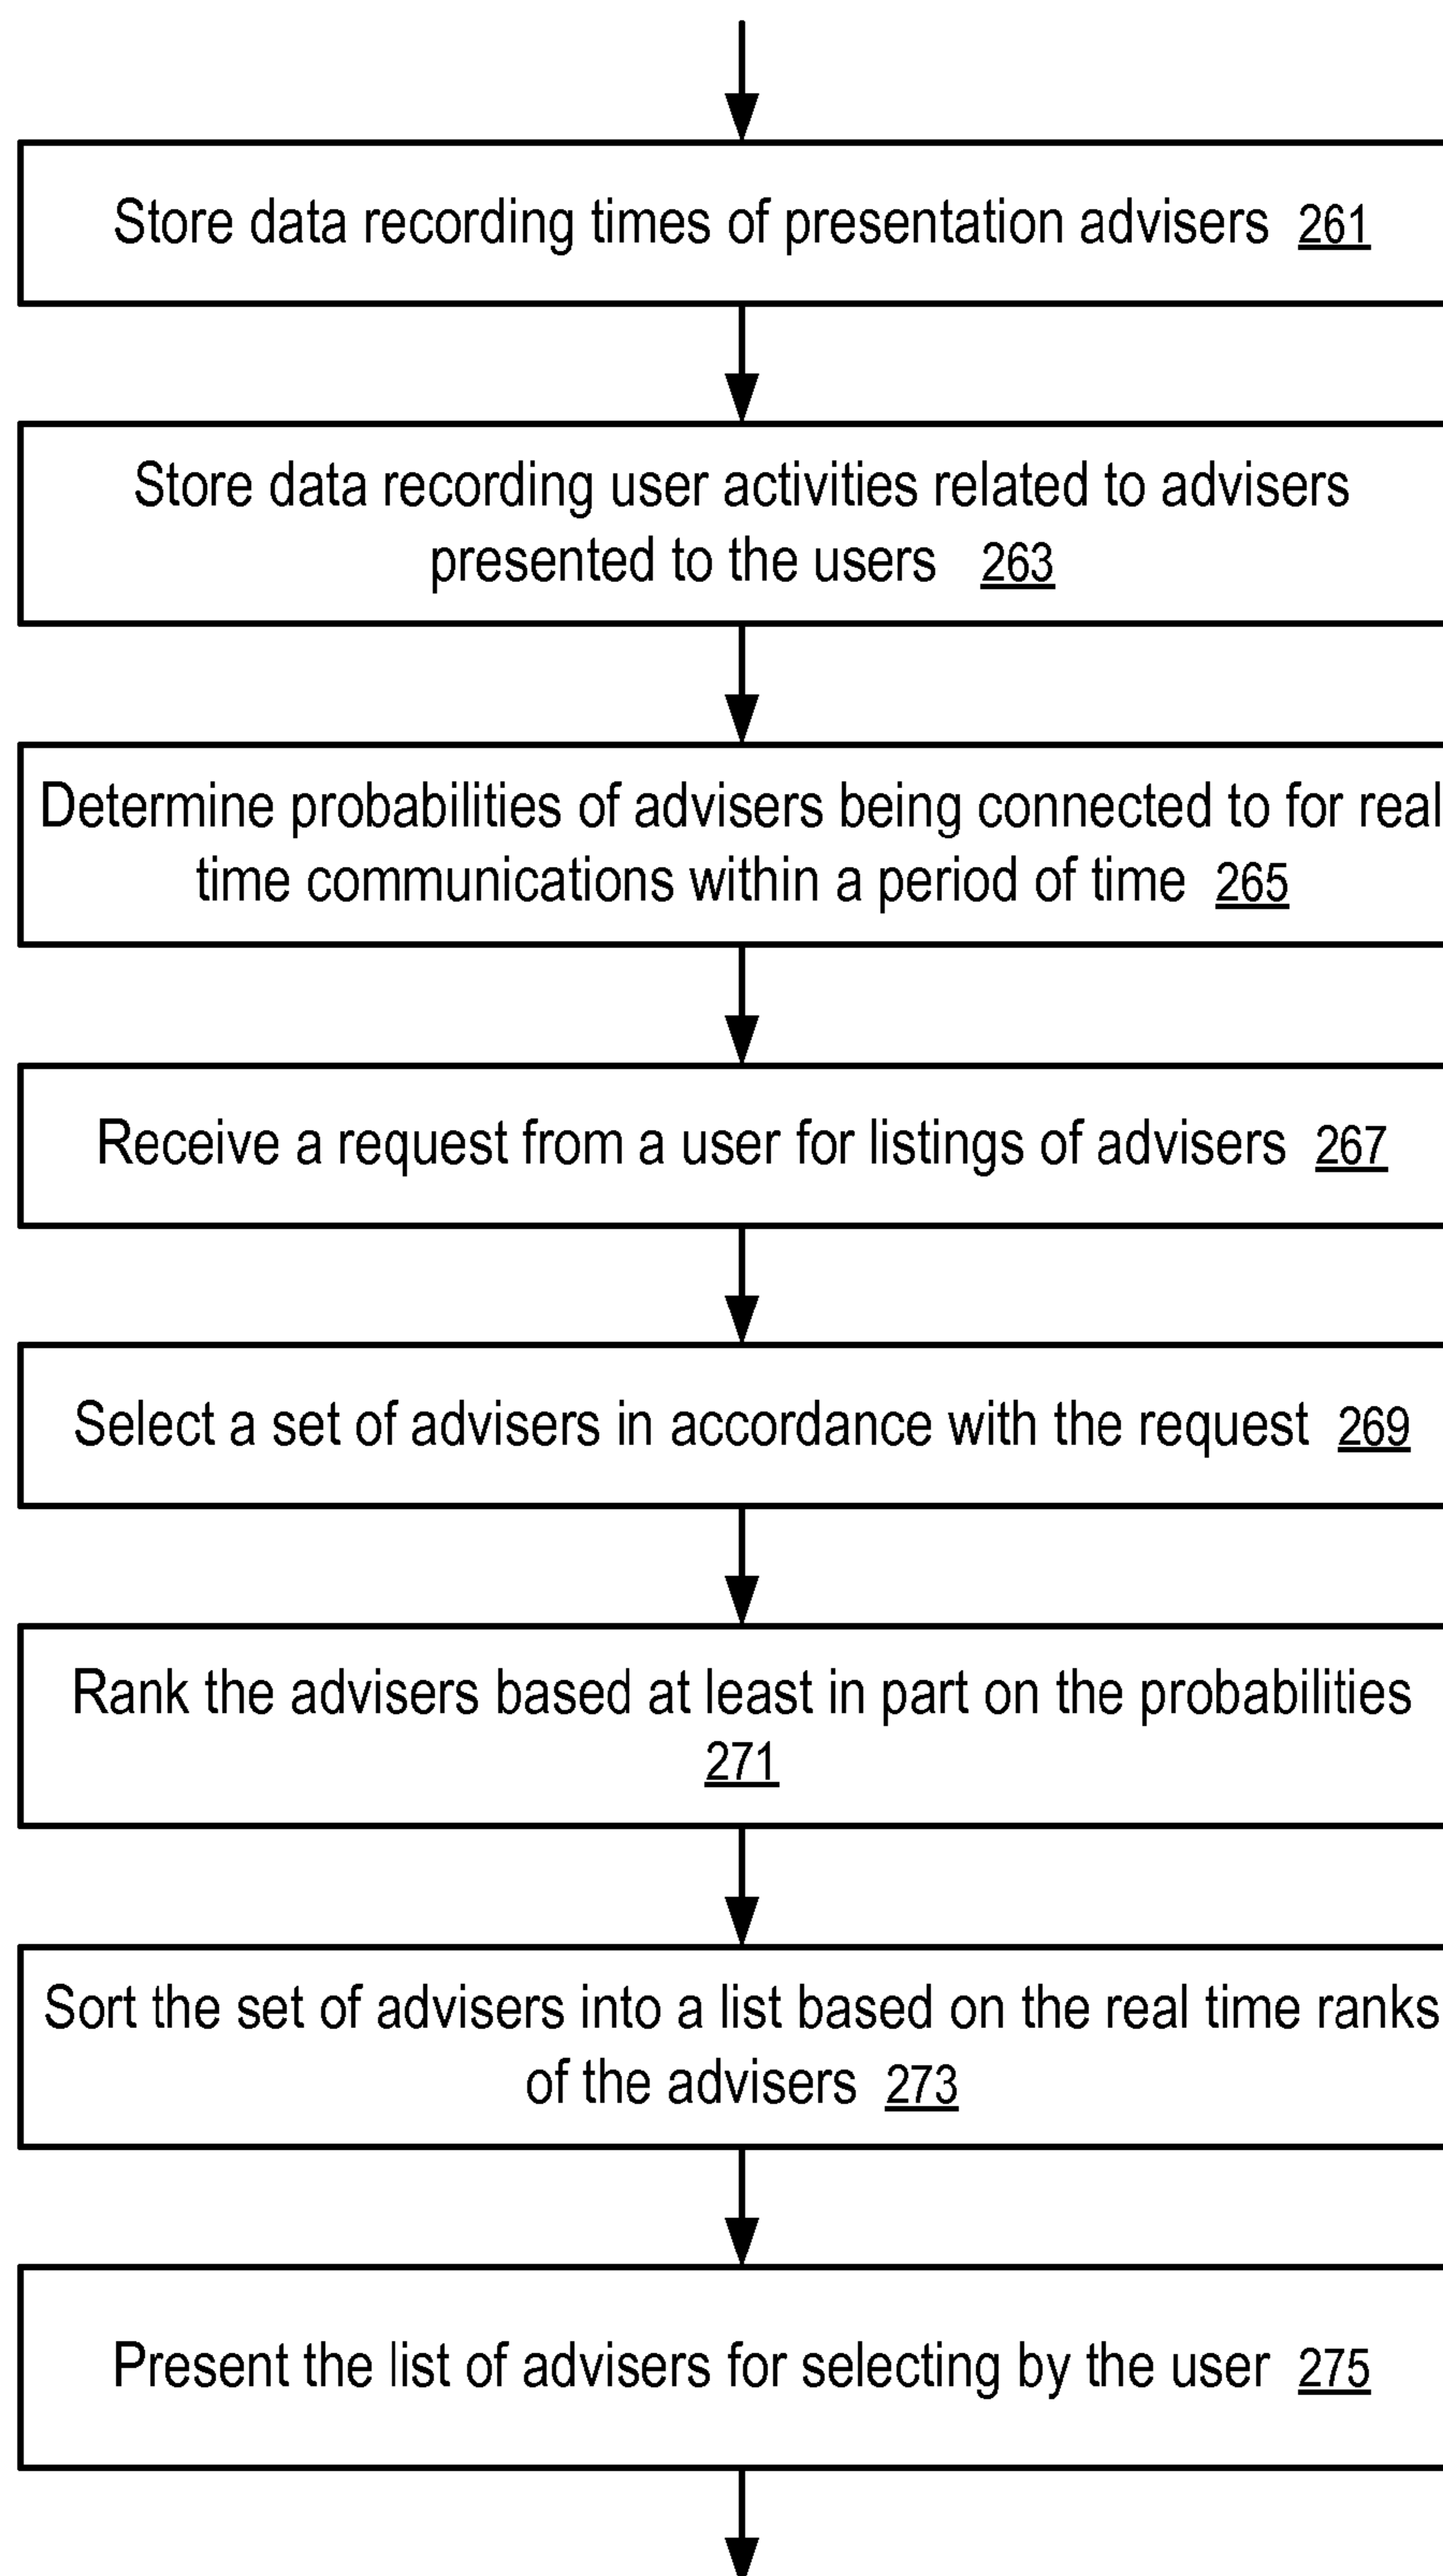 Store data recording times of presentation advisers 261
Store data recording user activities related to advisers
presented to the users 263
Determine probabilities of advisers being connected to for real
time communications within a period of time 265
Receive a request from a user for listings of advisers 267
Select a set of advisers in accordance with the request 269
Rank the advisers based at least in part on the probabilities
271
Sort the set of advisers into a list based on the real time ranks
of the advisers 273
Present the list of advisers for selecting by the user 275